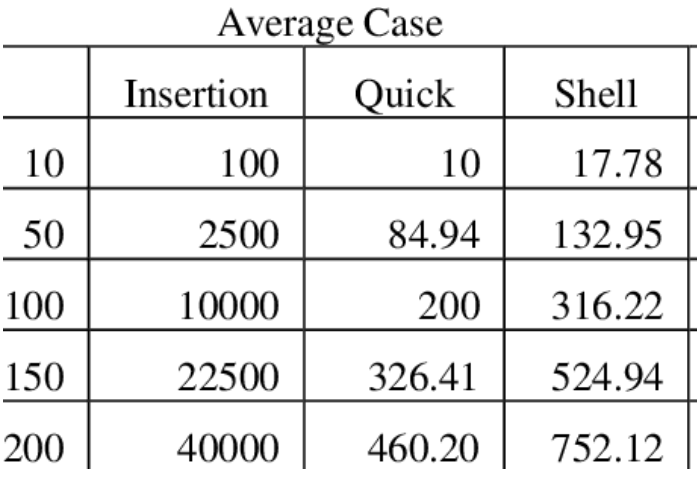 Average Case
Insertion Quick Shell
10 100 10 17.78
50 2500 84.94 132.95
100 10000 200 316.22
150 22500 326.41 524.94
200 40000 460.20 752.12